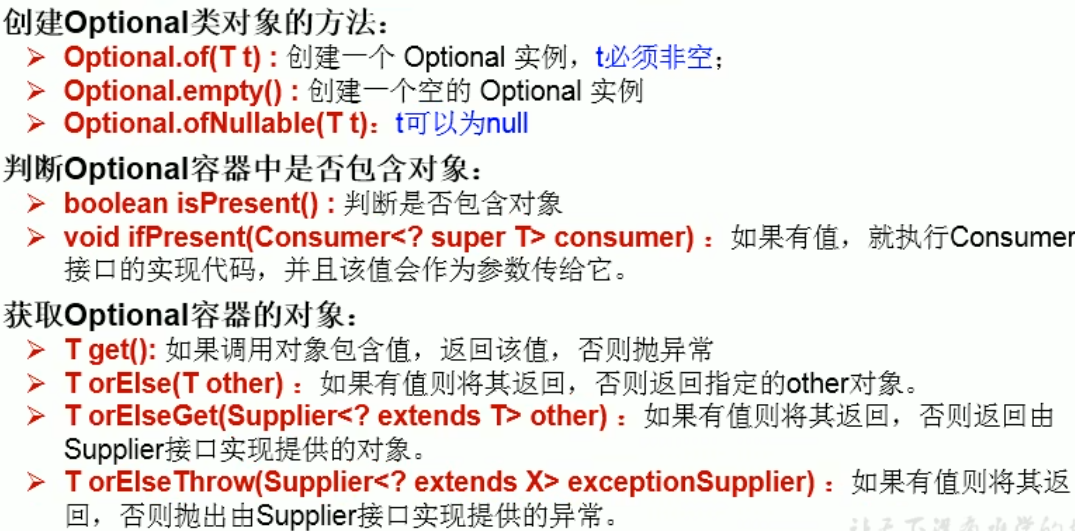 创建Optional类对象的方法：
➢ Optional.of(T t) : 创建一个 Optional 实例，t必须非空；
➢ Optional.empty() : 创建一个空的 Optional 实例
➢ Optional.ofNullable(T t)：t可以为null
判断Optional容器中是否包含对象：
➢ boolean isPresent() : 判断是否包含对象
➢ void ifPresent(Consumer<? super T> consumer) ：如果有值，就执行Consumer
接口的实现代码，并且该值会作为参数传给它。
获取Optional容器的对象：
➢ T get(): 如果调用对象包含值，返回该值，否则抛异常
➢ T orElse(T other) ：如果有值则将其返回，否则返回指定的other对象。
➢ T orElseGet(Supplier<? extends T> other) ：如果有值则将其返回，否则返回由
Supplier接口实现提供的对象。
➢ T orElseThrow(Supplier<? extends X> exceptionSupplier) ：如果有值则将其返
回，否则抛出由Supplier接口实现提供的异常。